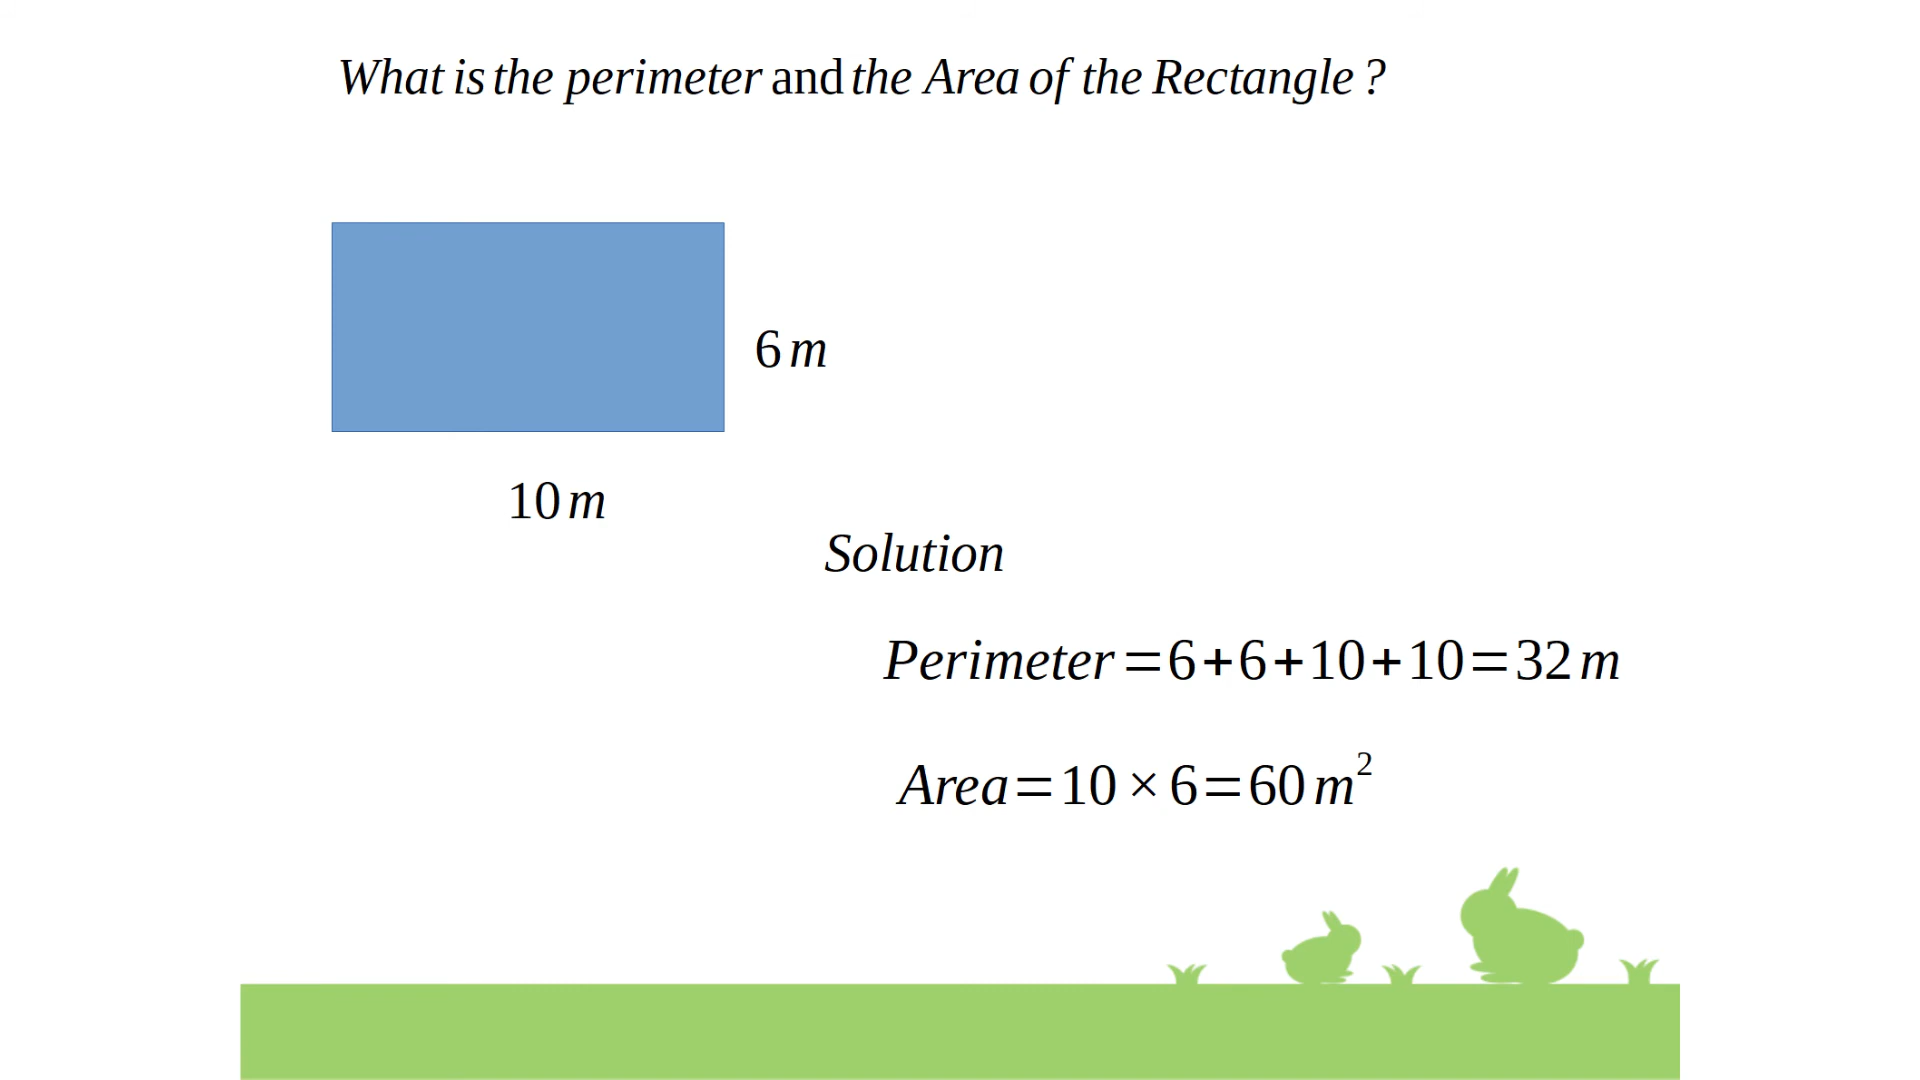 What is the perimeter and the Area of the Rectangle ?
6 m
10 m
Solution
Perimeter =6+6+10+10=32 m
Area=10 × 6=60 m²